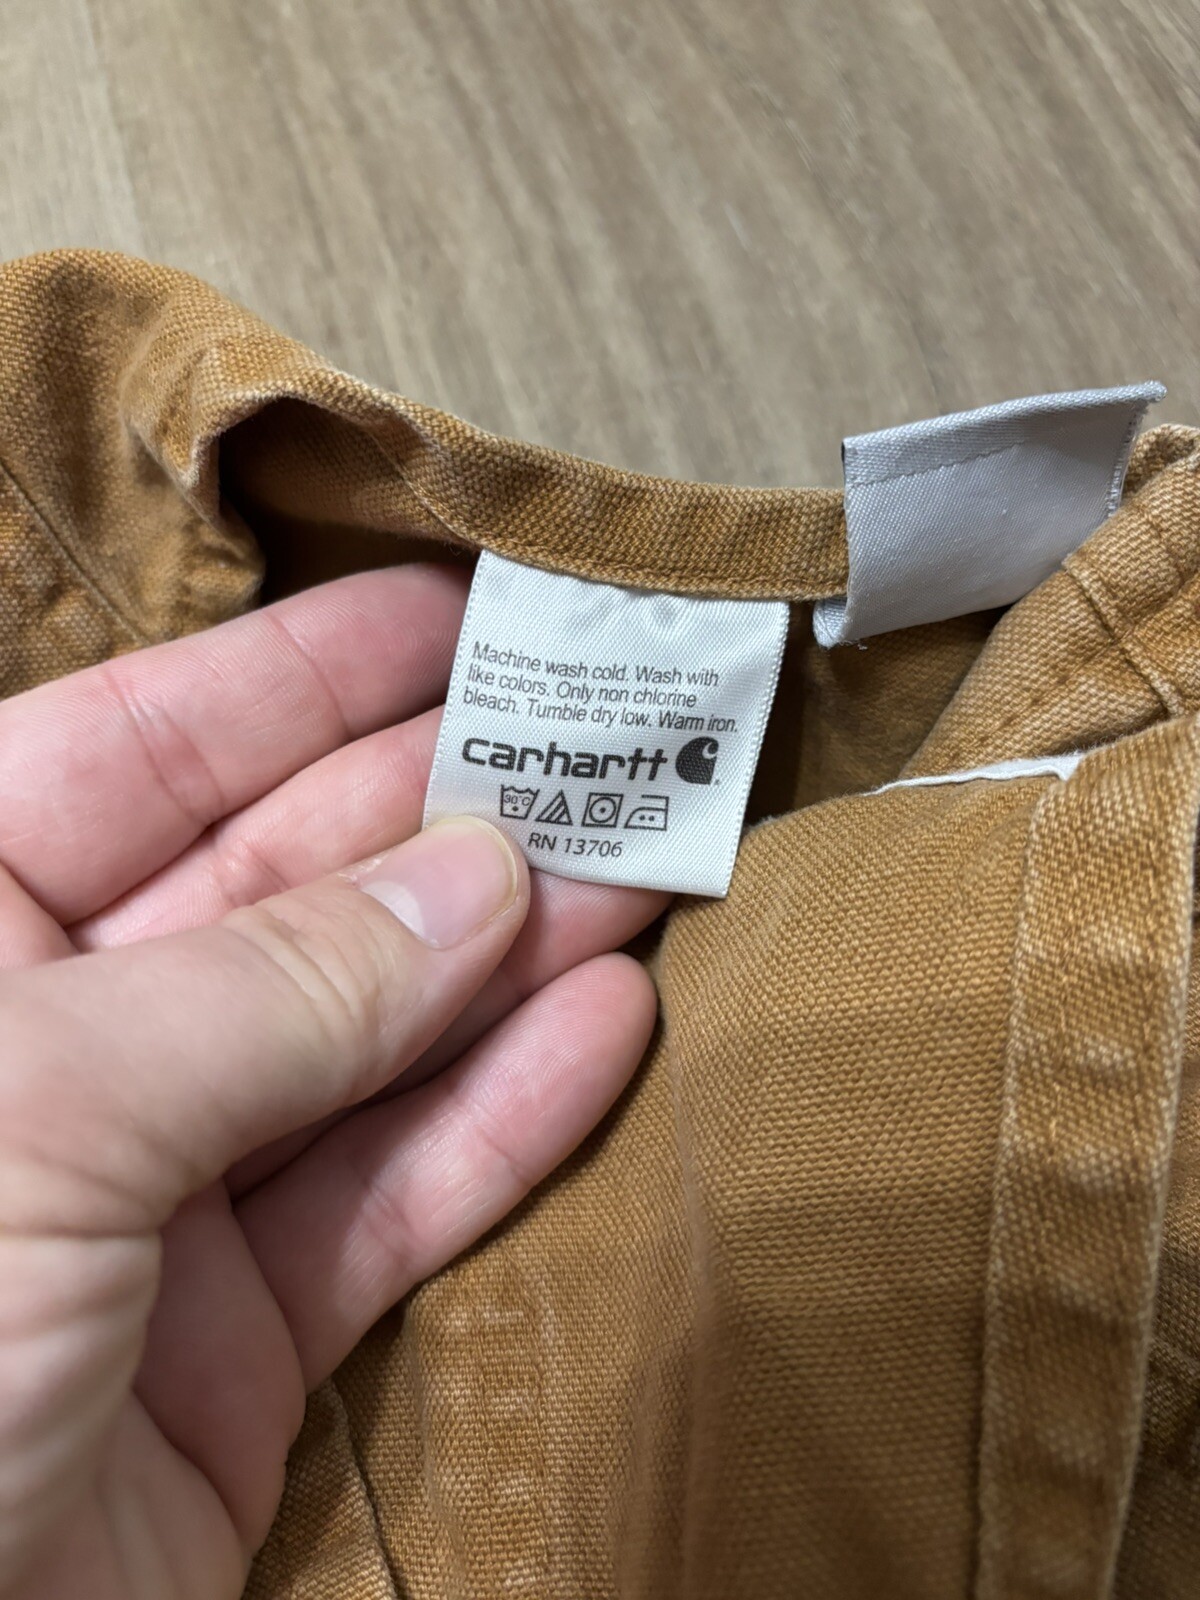 Machine wash cold. Wash with
like colors. Only non chlorine
bleach. Tumble dry low. Warm iron.
carhartt
30°C
RN 13706